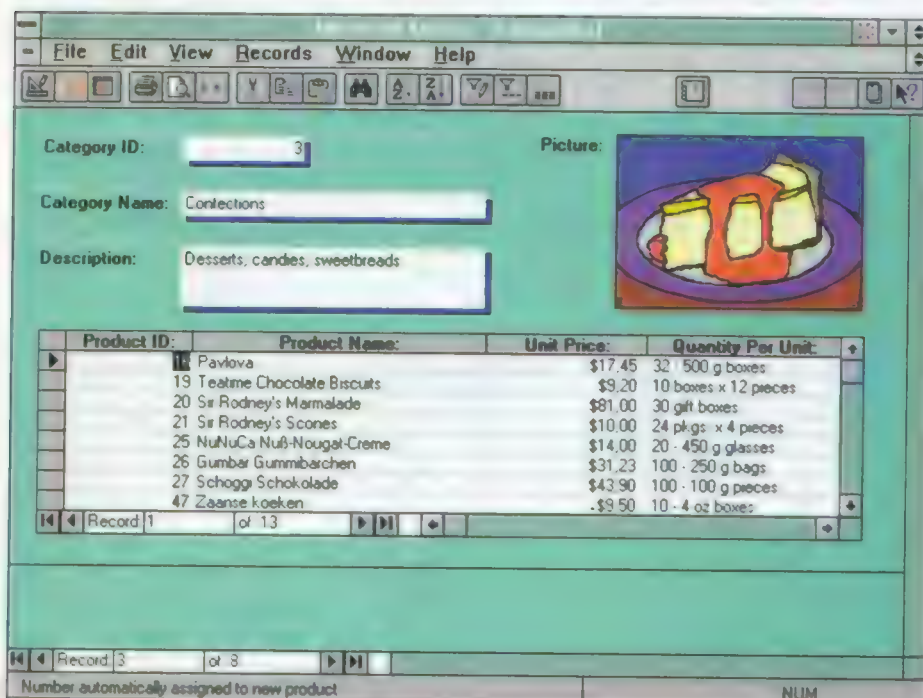 File Edit View Records Window Help
Category ID: 3
Picture:
Category Name: Confections
Description: Desserts, candies, sweetbreads
Product ID: Product Name: Unit Price: Quantity Per Unit:
Pavlova $17.45 32 - 500 g boxes
19 Teatime Chocolate Biscuits $9.20 10 boxes x 12 pieces
20 Sir Rodney's Marmalade $81.00 30 gift boxes
21 Sir Rodney's Scones $10.00 24 pkgs. x 4 pieces
25 NuNuCa Nuß-Nougat-Creme $14.00 20 - 450 g glasses
26 Gumbär Gummibärchen $31.23 100 - 250 g bags
27 Schoggi Schokolade $43.90 100 - 100 g pieces
47 Zaanse koeken $9.50 10 - 4 oz boxes
Record: 1 of 13
Record: 3 of 8
Number automatically assigned to new product NUM